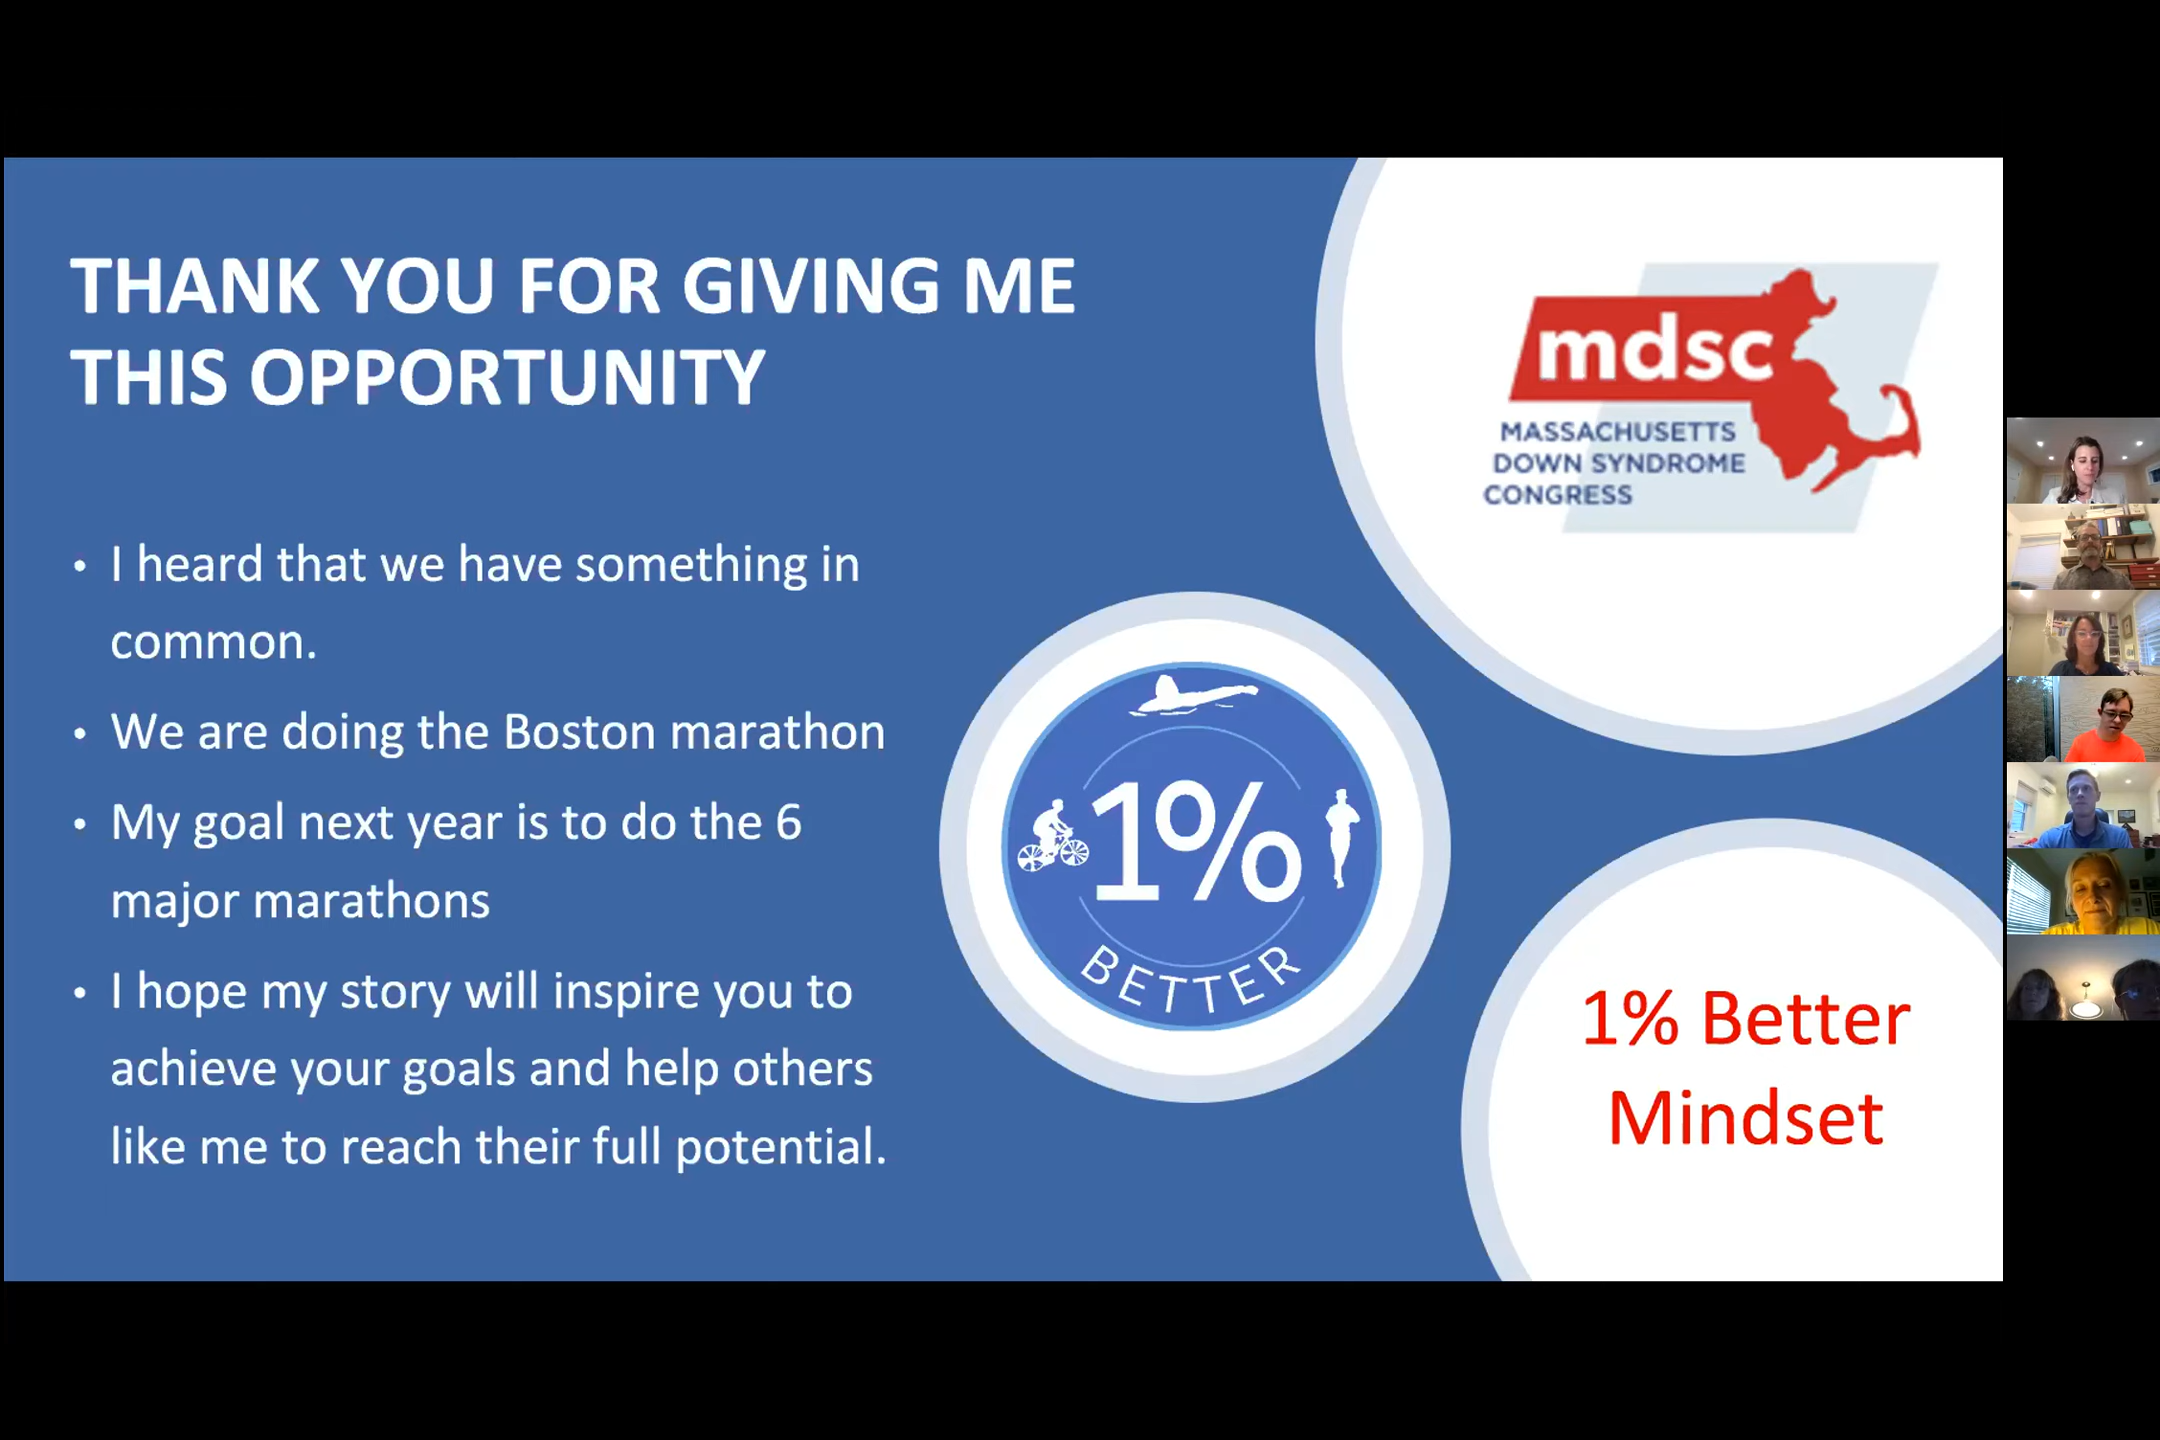 THANK YOU FOR GIVING ME
THIS OPPORTUNITY
• I heard that we have something in
common.
• We are doing the Boston marathon
• My goal next year is to do the 6
major marathons
• I hope my story will inspire you to
achieve your goals and help others
like me to reach their full potential.
mdsc
MASSACHUSETTS
DOWN SYNDROME
CONGRESS
1%
BETTER
1% Better
Mindset